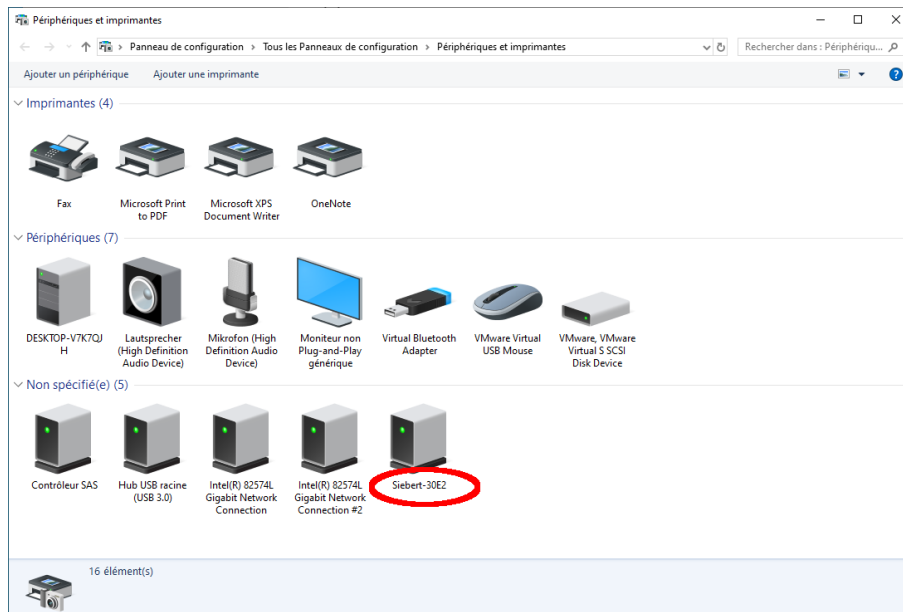 Périphériques et imprimantes
Panneau de configuration > Tous les Panneaux de configuration > Périphériques et imprimantes
Rechercher dans : Périphériqu...
Ajouter un périphérique Ajouter une imprimante
Imprimantes (4)
Fax
Microsoft Print
to PDF
Microsoft XPS
Document Writer
OneNote
Périphériques (7)
DESKTOP-V7K7QJ
H
Lautsprecher
(High Definition
Audio Device)
Mikrofon (High
Definition Audio
Device)
Moniteur non
Plug-and-Play
générique
Virtual Bluetooth
Adapter
VMware Virtual
USB Mouse
VMware, VMware
Virtual S SCSI
Disk Device
Non spécifié(e) (5)
Contrôleur SAS
Hub USB racine
(USB 3.0)
Intel(R) 82574L
Gigabit Network
Connection
Intel(R) 82574L
Gigabit Network
Connection #2
Siebert-30E2
16 élément(s)